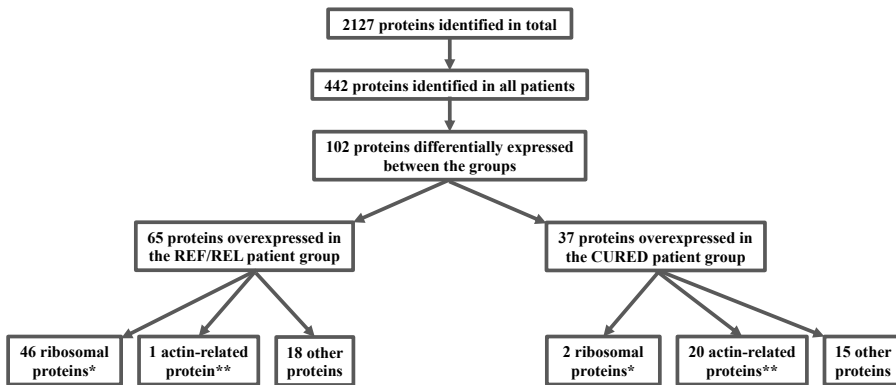 2127 proteins identified in total
442 proteins identified in all patients
102 proteins differentially expressed
between the groups
65 proteins overexpressed in
the REF/REL patient group
37 proteins overexpressed in
the CURED patient group
46 ribosomal
proteins*
1 actin-related
protein**
18 other
proteins
2 ribosomal
proteins*
20 actin-related
proteins**
15 other
proteins